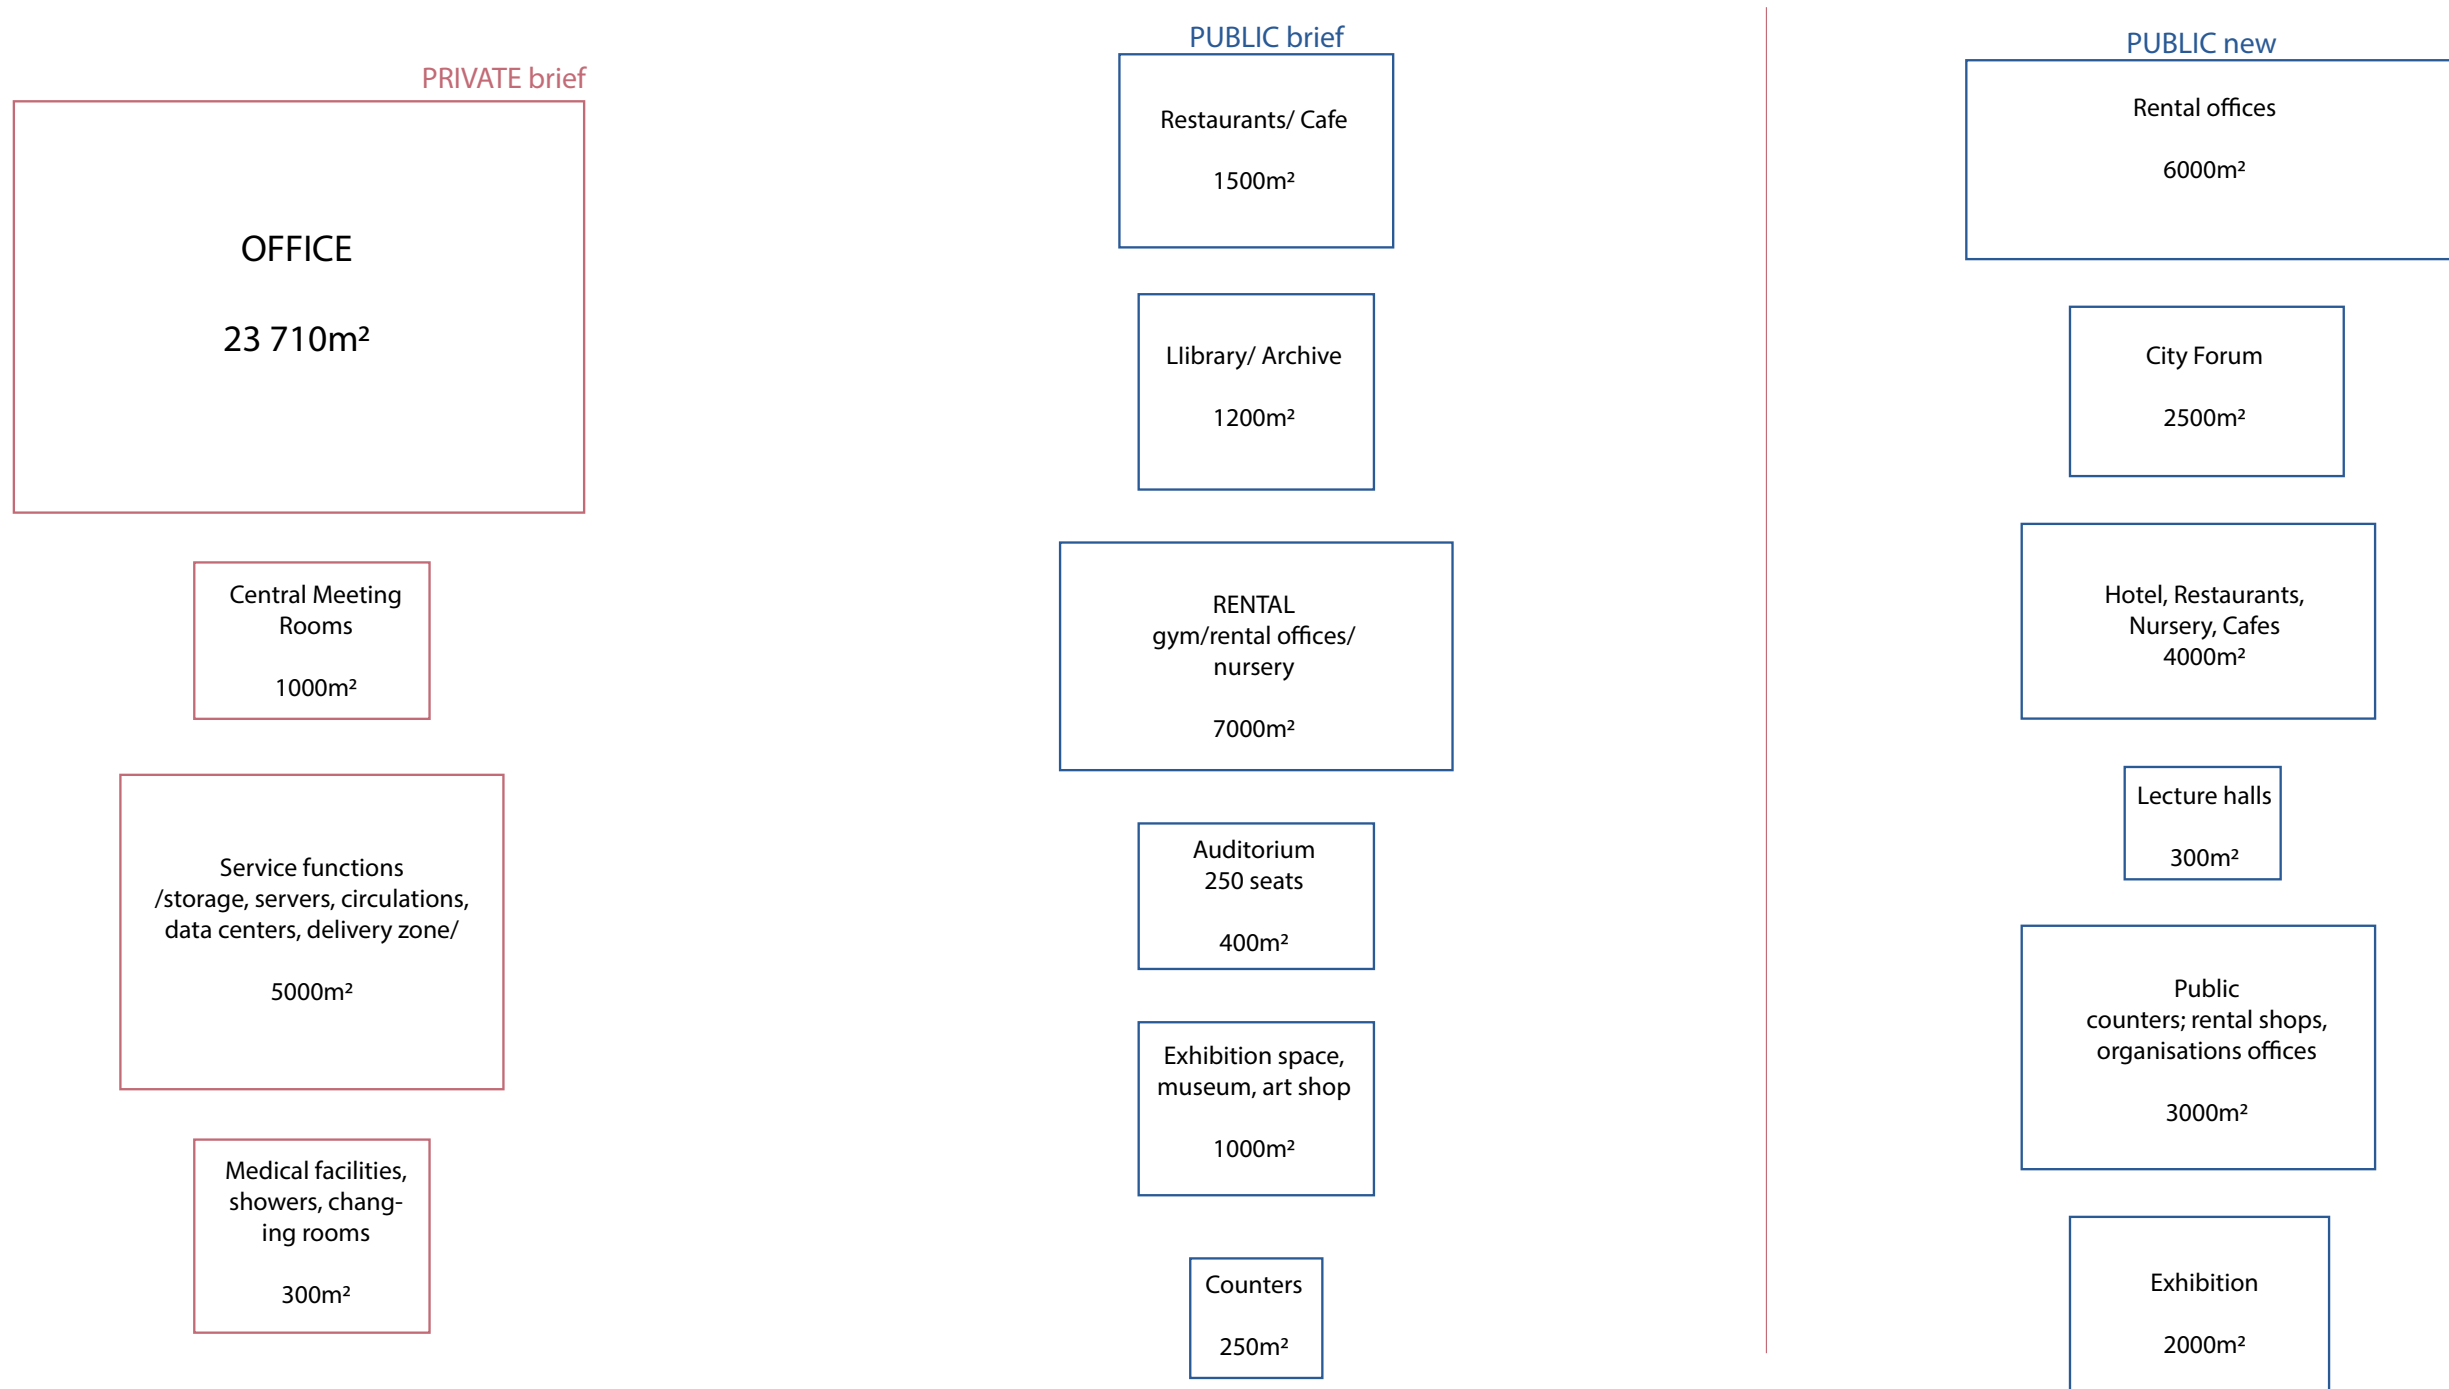 PRIVATE brief
OFFICE
23 710m²
Central Meeting
Rooms
1000m²
Service functions
/storage, servers, circulations,
data centers, delivery zone/
5000m²
Medical facilities,
showers, chang-
ing rooms
300m²
PUBLIC brief
Restaurants/ Cafe
1500m²
Llibrary/ Archive
1200m²
RENTAL
gym/rental offices/
nursery
7000m²
Auditorium
250 seats
400m²
Exhibition space,
museum, art shop
1000m²
Counters
250m²
PUBLIC new
Rental offices
6000m²
City Forum
2500m²
Hotel, Restaurants,
Nursery, Cafes
4000m²
Lecture halls
300m²
Public
counters; rental shops,
organisations offices
3000m²
Exhibition
2000m²